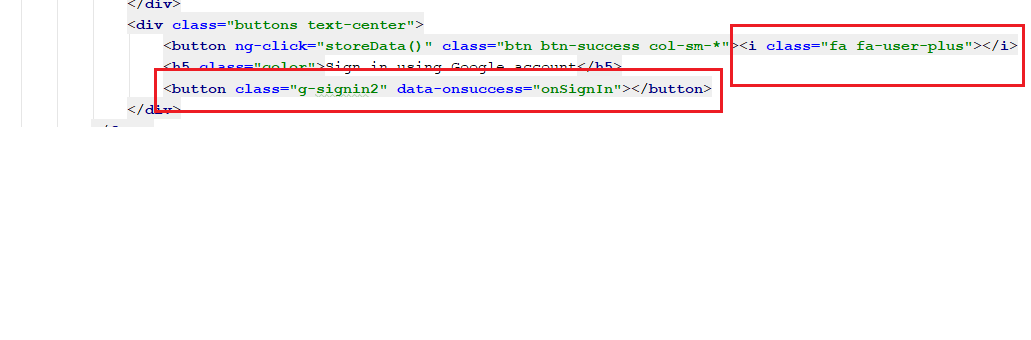 </div>
<div class="buttons text-center">
<button ng-click="storeData()" class="btn btn-success col-sm-*"><i class="fa fa-user-plus"></i>
<h5 class="color">Sign in using Google account</h5>
<button class="g-signin2" data-onsuccess="onSignIn"></button>
</div>